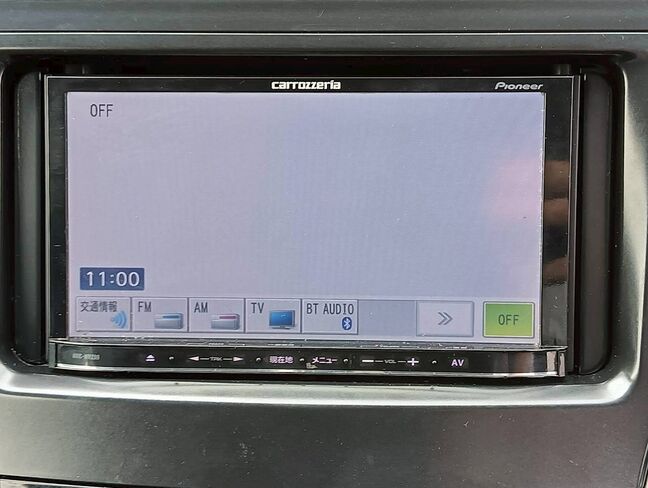 carrozzeria
Pioneer
OFF
11:00
交通情報
FM
AM
TV
BT AUDIO
OFF
TRK
現在地
メニュー
VOL
AV